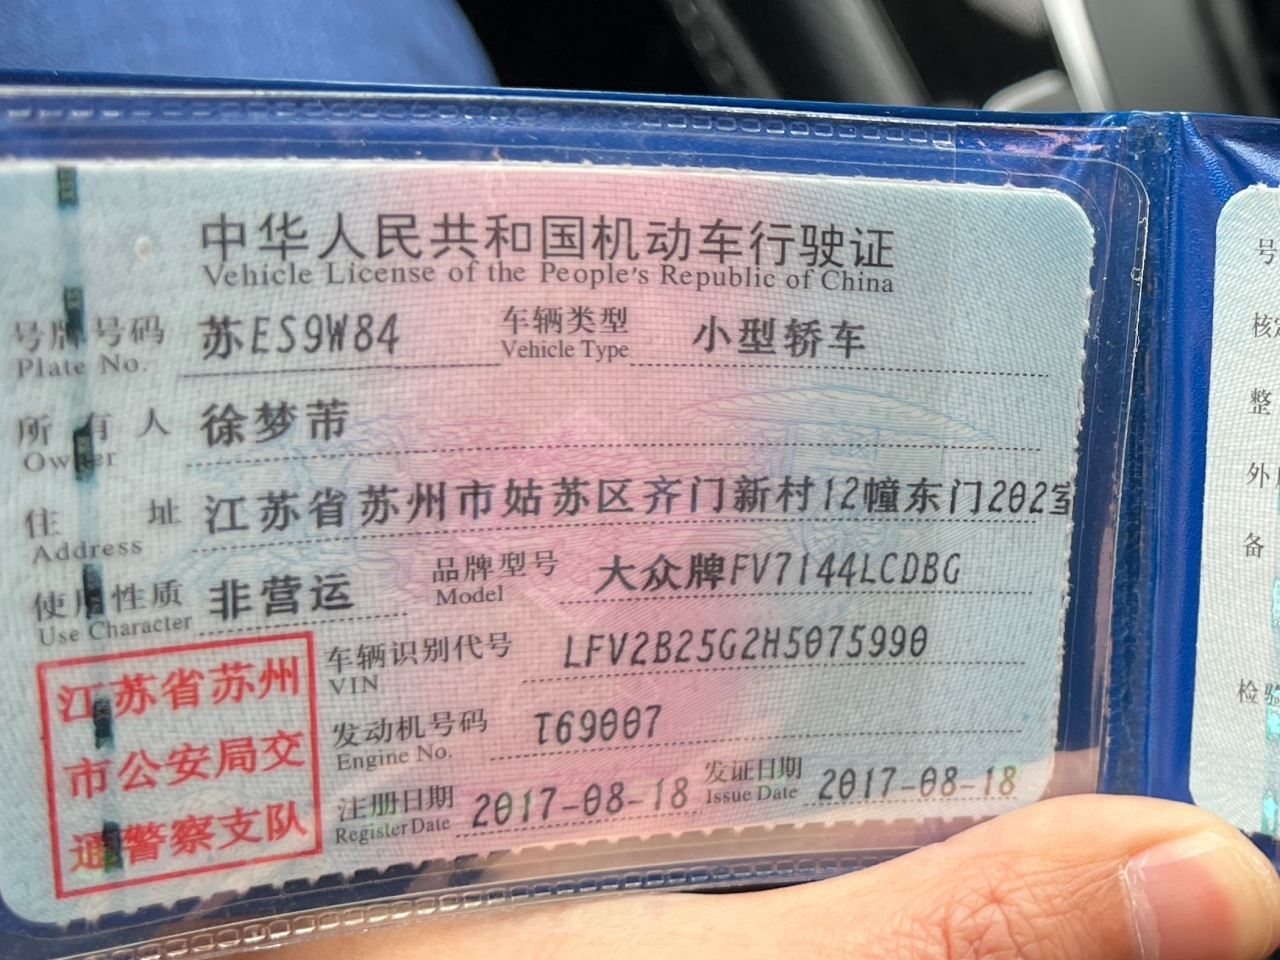 中华人民共和国机动车行驶证
Vehicle License of the People's Republic of China
号牌号码 苏ES9W84 车辆类型 小型轿车
Plate No. Vehicle Type
所有人 徐梦芾
Owner
住址 江苏省苏州市姑苏区齐门新村12幢东门202室
Address
使用性质 非营运 品牌型号 大众牌FV7144LCDBG
Use Character Model
江苏省苏州
市公安局交
通警察支队
车辆识别代号 LFV2B25G2H5075990
VIN
发动机号码 T69007
Engine No.
注册日期 2017-08-18 发证日期 2017-08-18
Register Date Issue Date
号
核定
整
外
备
检验